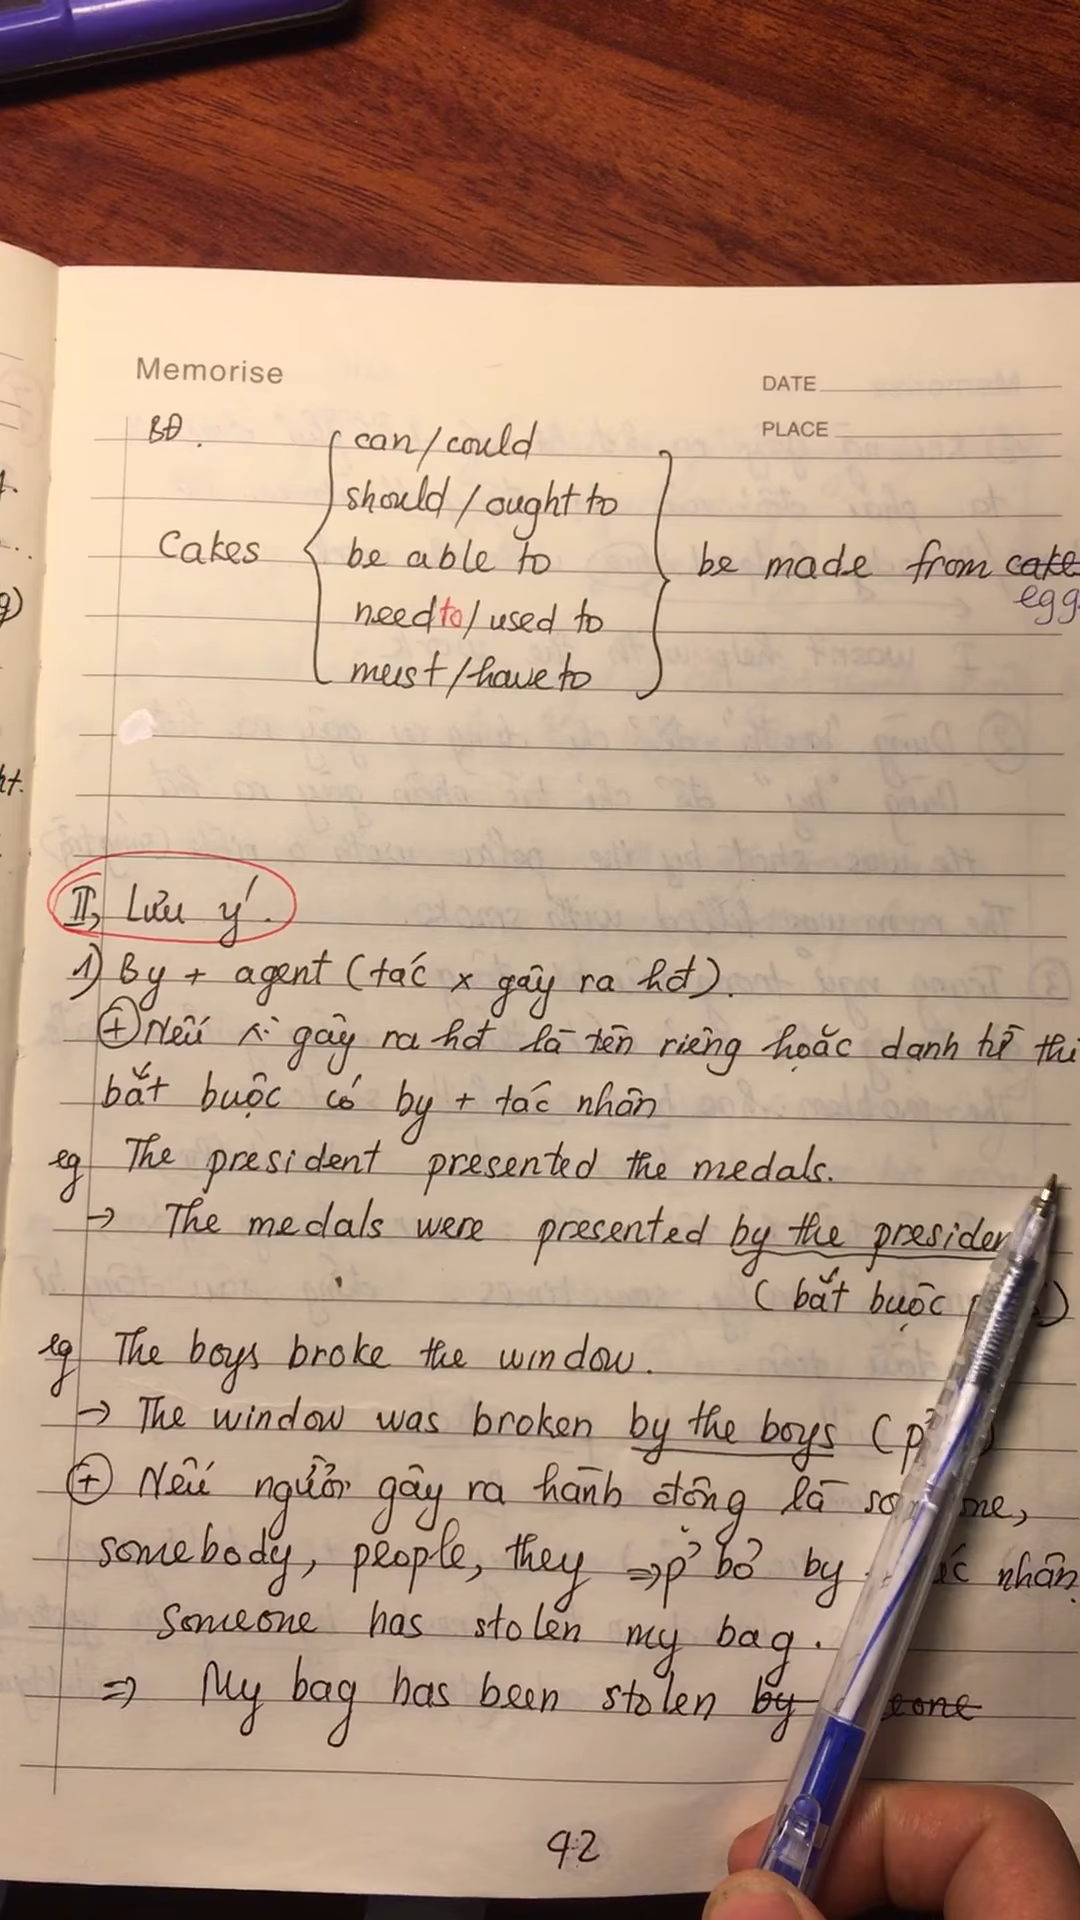 Memorise
DATE
PLACE
BĐ.
can/could
should/ought to
Cakes be able to be made from cake
egg
need to/used to
must/have to
II, Lưu ý.
1) By + agent (tác x gây ra hđ).
+ Nếu gây ra hđ là tên riêng hoặc danh từ thì
bắt buộc có by + tác nhân
eg The president presented the medals.
→ The medals were presented by the presiden
(bắt buộc
eg The boys broke the window.
→ The window was broken by the boys (
+ Nếu người gây ra hành động là
somebody, people, they => bỏ by nhân.
Someone has stolen my bag.
=> My bag has been stolen by
42